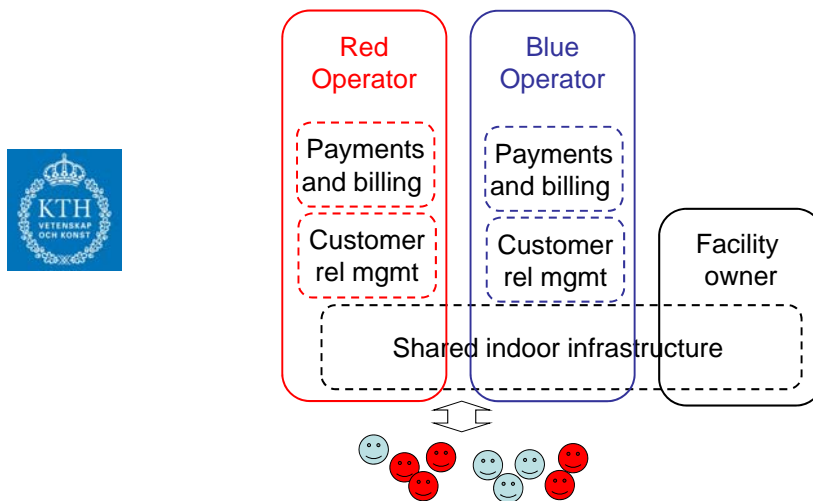 Red
Operator
Blue
Operator
Payments
and billing
Payments
and billing
KTH
VETENSKAP
OCH KONST
Customer
rel mgmt
Customer
rel mgmt
Facility
owner
Shared indoor infrastructure